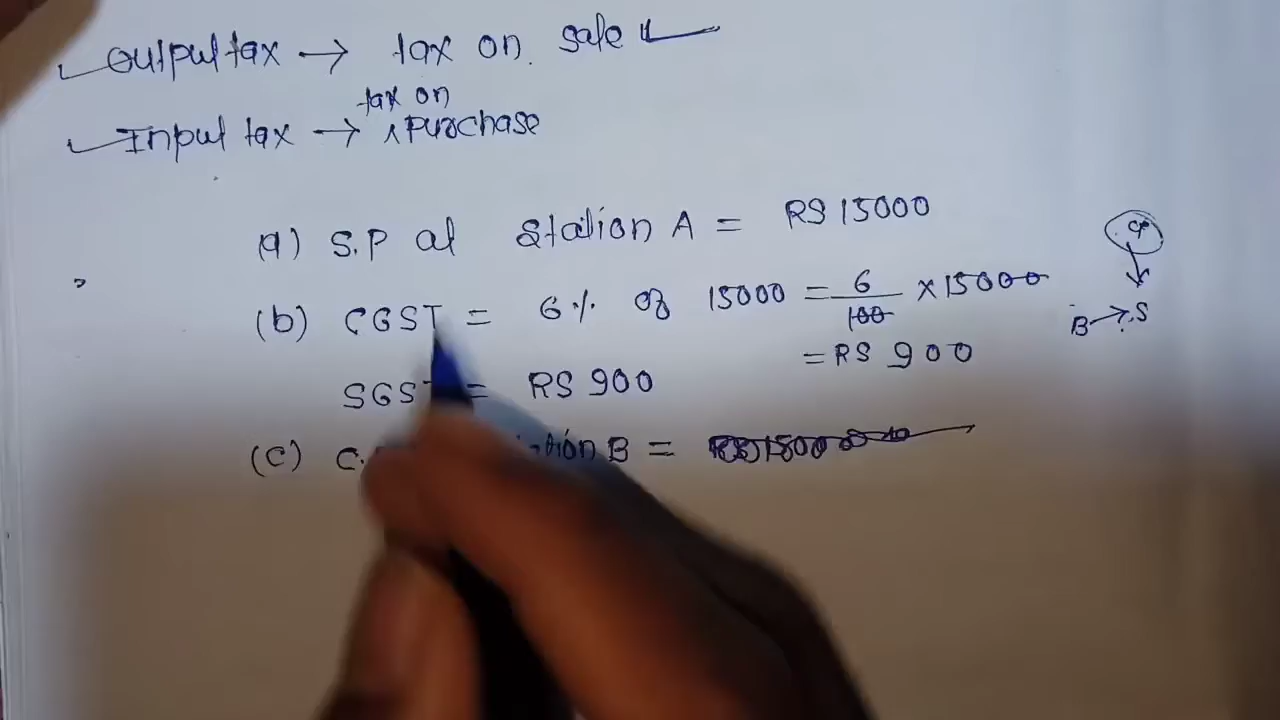 Output tax → tax on sale
tax on
Input tax → ^ Purchase
(a) S.P at Station A = RS 15000
(b) CGST = 6% of 15000 = 6/100 × 15000
= RS 900
SGST = RS 900
(c) C. B =
B → S